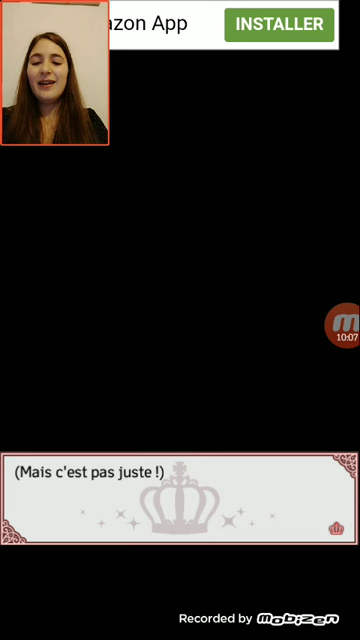 azon App
INSTALLER
10:07
(Mais c'est pas juste !)
Recorded by Mobizen